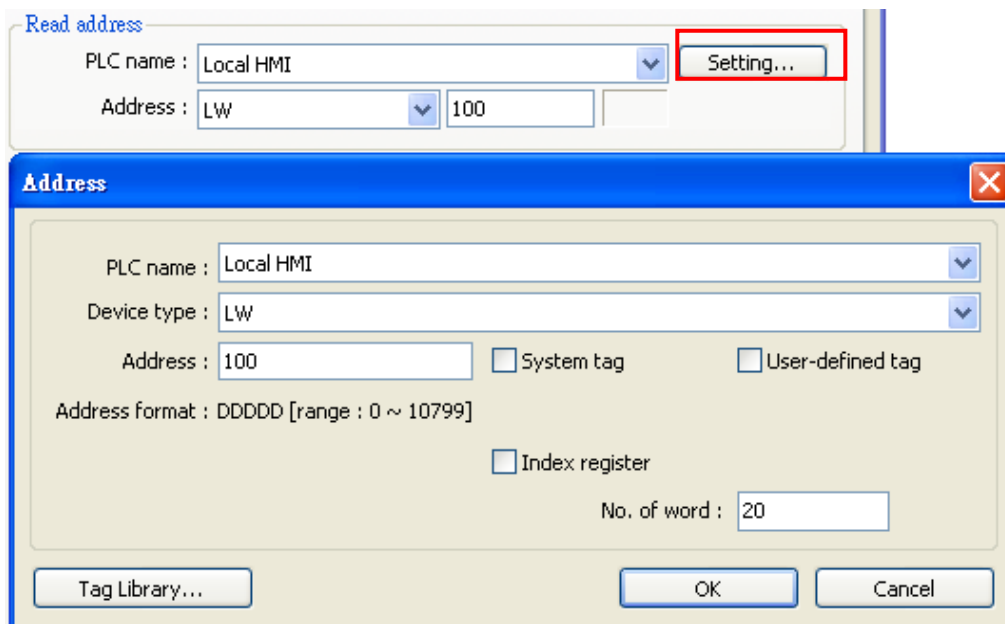 Read address
PLC name : Local HMI Setting...
Address : LW 100
Address
PLC name : Local HMI
Device type : LW
Address : 100 System tag User-defined tag
Address format : DDDDD [range : 0 ~ 10799]
Index register
No. of word : 20
Tag Library... OK Cancel